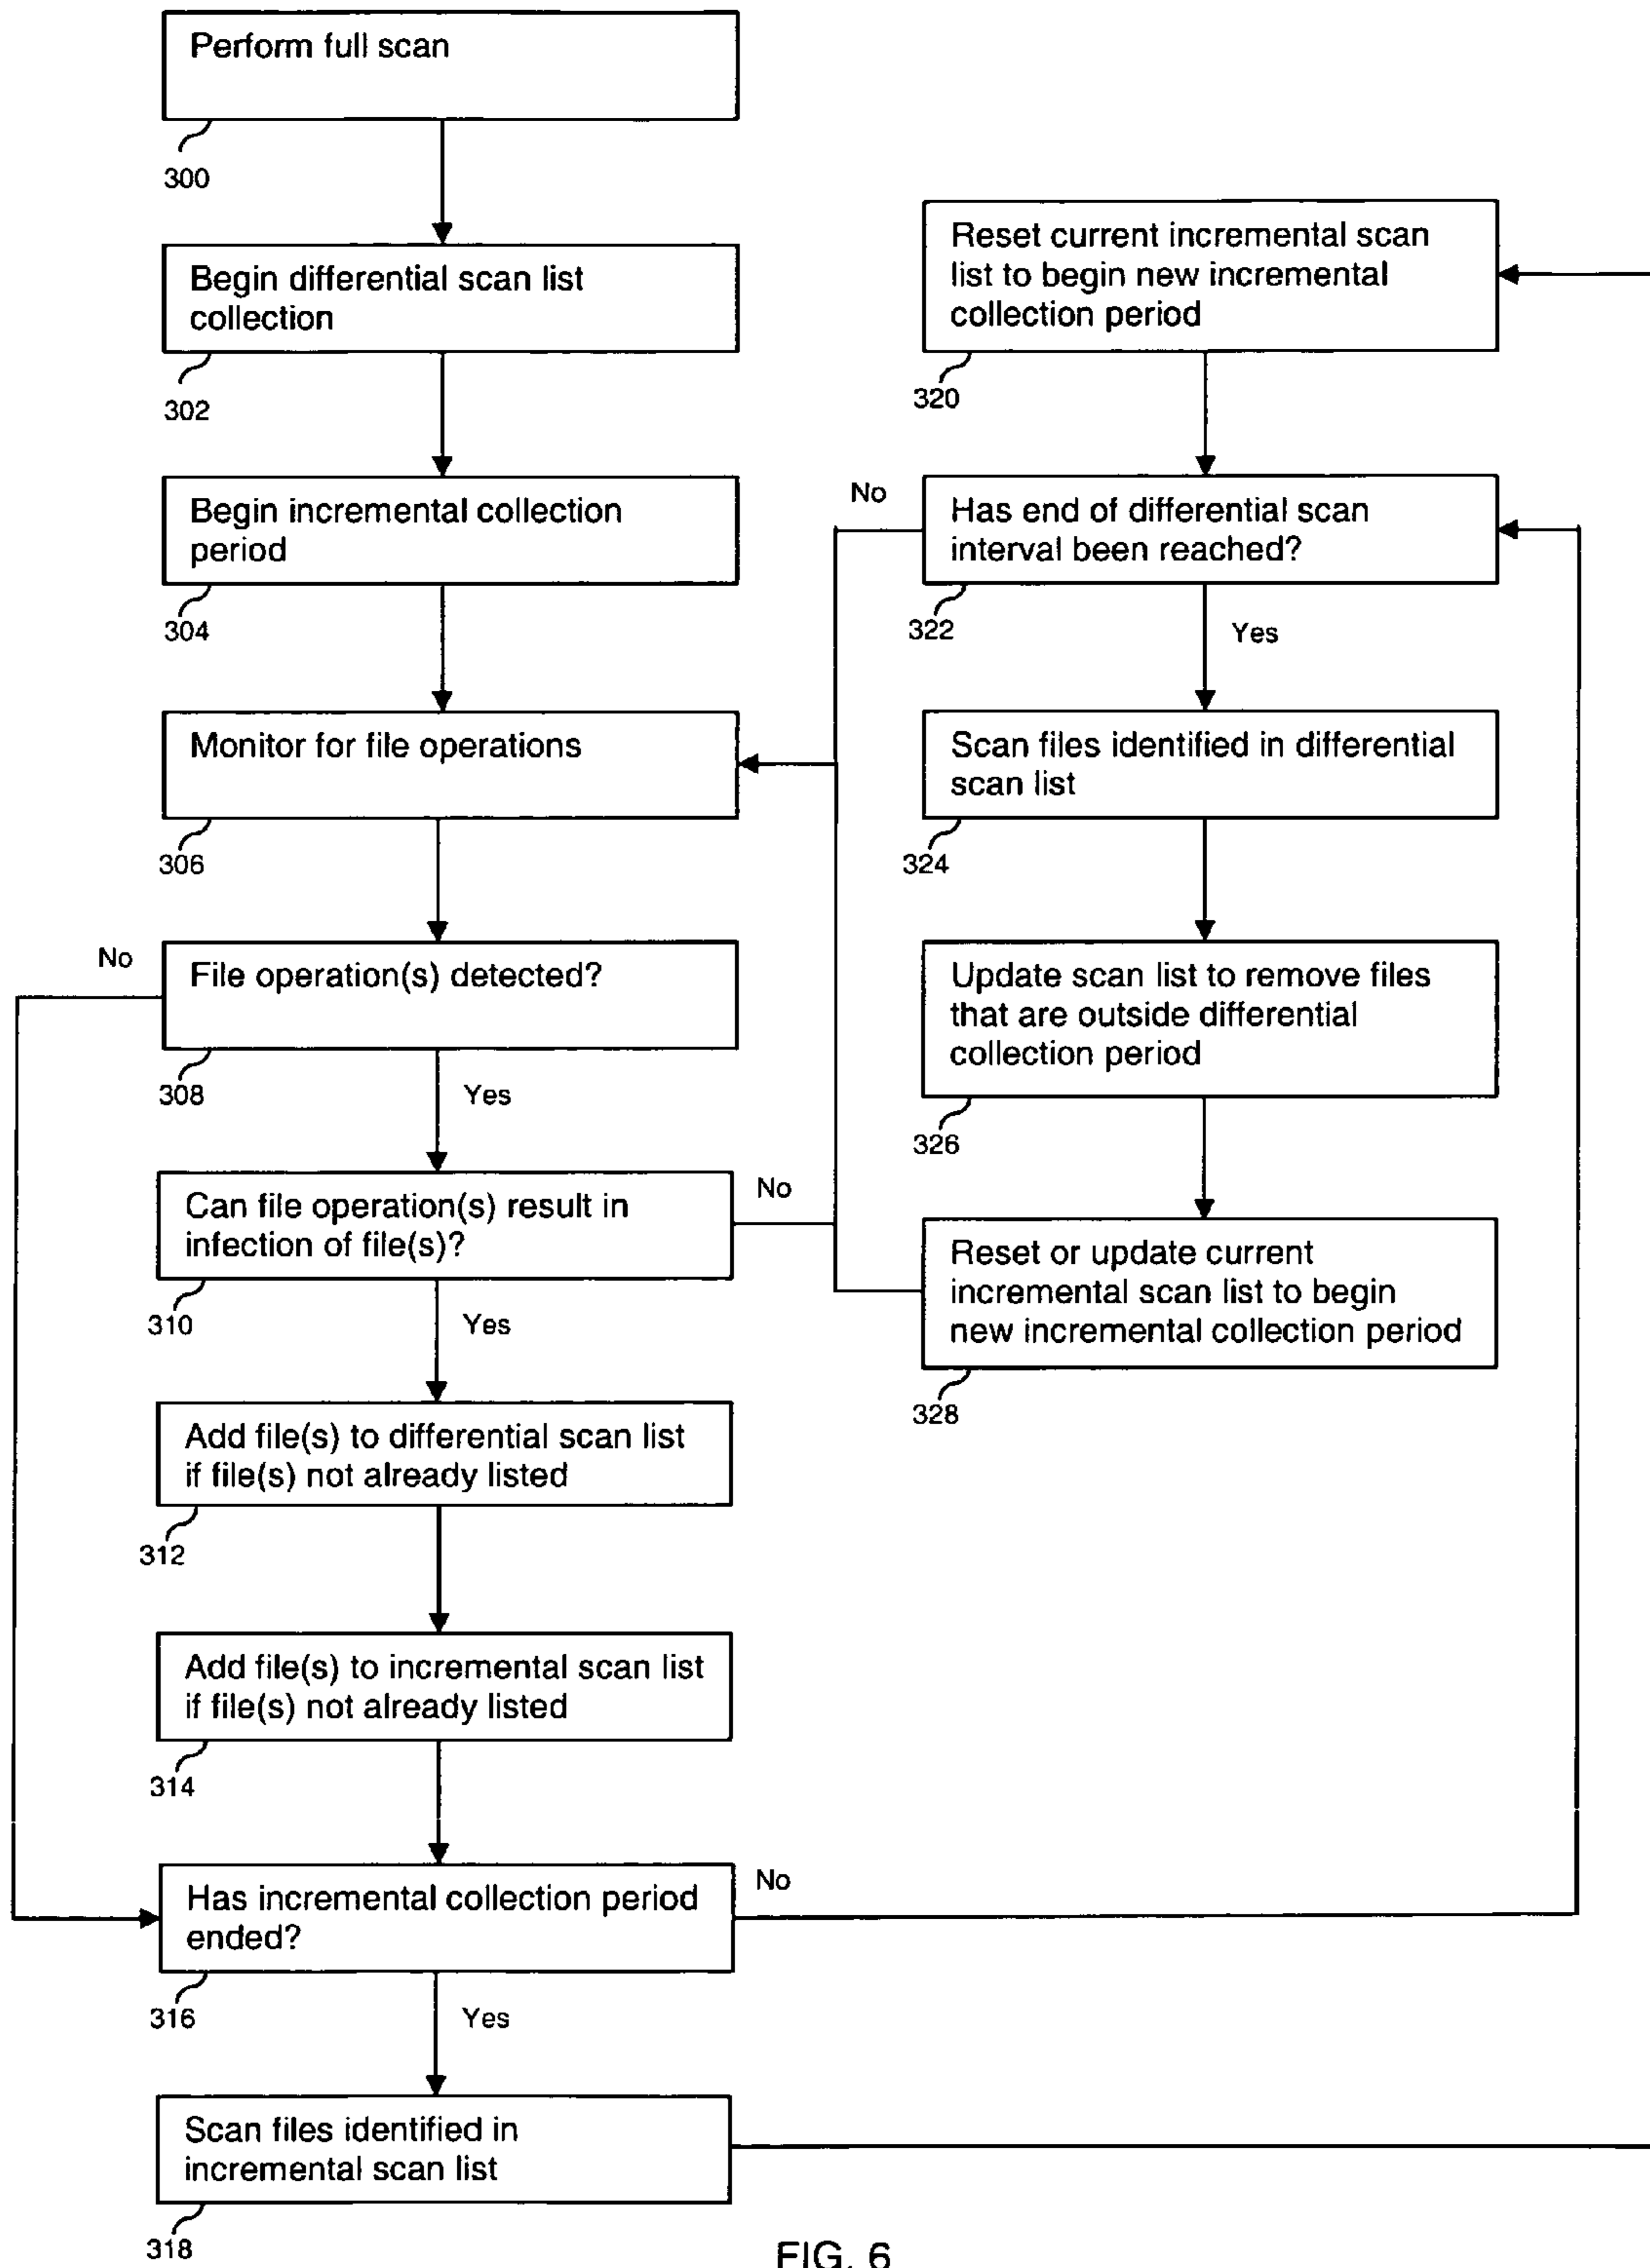 Perform full scan
300
Begin differential scan list
collection
302
Begin incremental collection
period
304
Monitor for file operations
306
No
File operation(s) detected?
308
Yes
Can file operation(s) result in
infection of file(s)?
No
310
Yes
Add file(s) to differential scan list
if file(s) not already listed
312
Add file(s) to incremental scan list
if file(s) not already listed
314
Has incremental collection period
ended?
No
316
Yes
Scan files identified in
incremental scan list
318
Reset current incremental scan
list to begin new incremental
collection period
320
No
Has end of differential scan
interval been reached?
322
Yes
Scan files identified in differential
scan list
324
Update scan list to remove files
that are outside differential
collection period
326
Reset or update current
incremental scan list to begin
new incremental collection period
328
FIG. 6